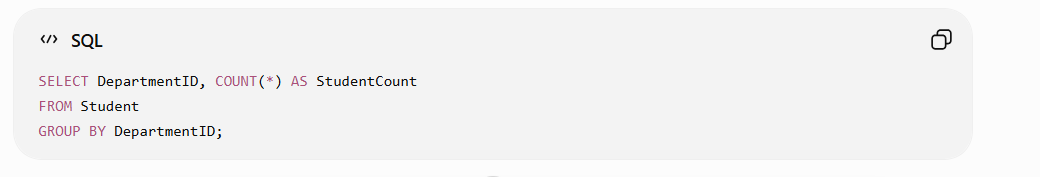 SQL
SELECT DepartmentID, COUNT(*) AS StudentCount
FROM Student
GROUP BY DepartmentID;